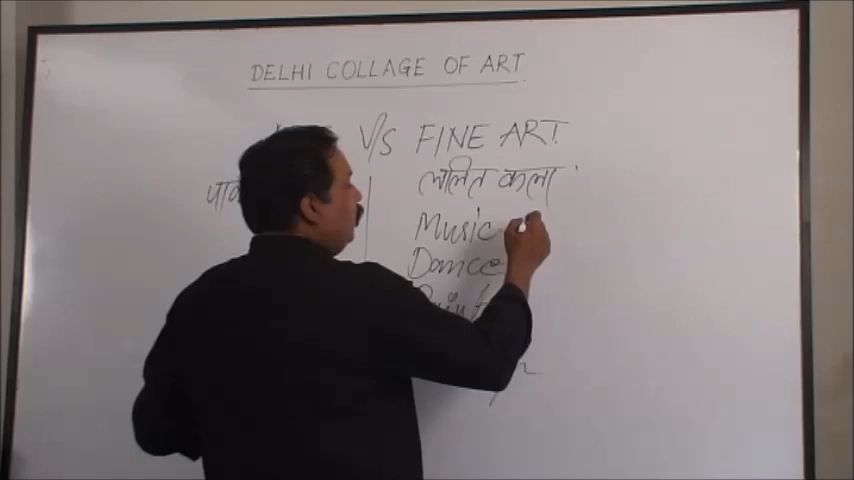 DELHI COLLAGE OF ART
V/S FINE ART
ललित कला
Music
Dance